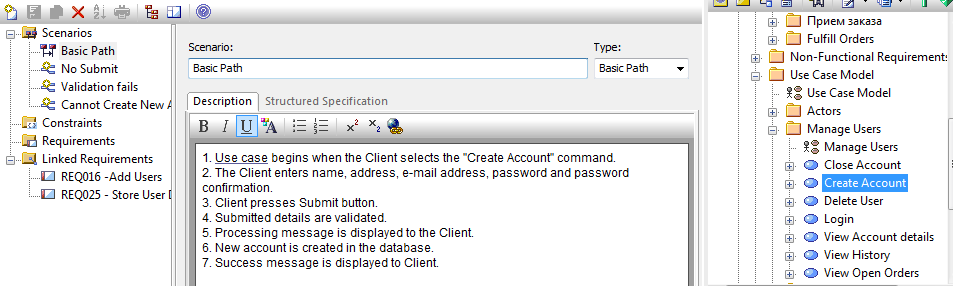 Scenarios
Basic Path
No Submit
Validation fails
Cannot Create New A
Constraints
Requirements
Linked Requirements
REQ016 -Add Users
REQ025 - Store User D
Scenario:
Type:
Basic Path
Basic Path
Description
Structured Specification
B I U A
1. Use case begins when the Client selects the "Create Account" command.
2. The Client enters name, address, e-mail address, password and password
confirmation.
3. Client presses Submit button.
4. Submitted details are validated.
5. Processing message is displayed to the Client.
6. New account is created in the database.
7. Success message is displayed to Client.
Прием заказа
Fulfill Orders
Non-Functional Requirements
Use Case Model
Use Case Model
Actors
Manage Users
Manage Users
Close Account
Create Account
Delete User
Login
View Account details
View History
View Open Orders